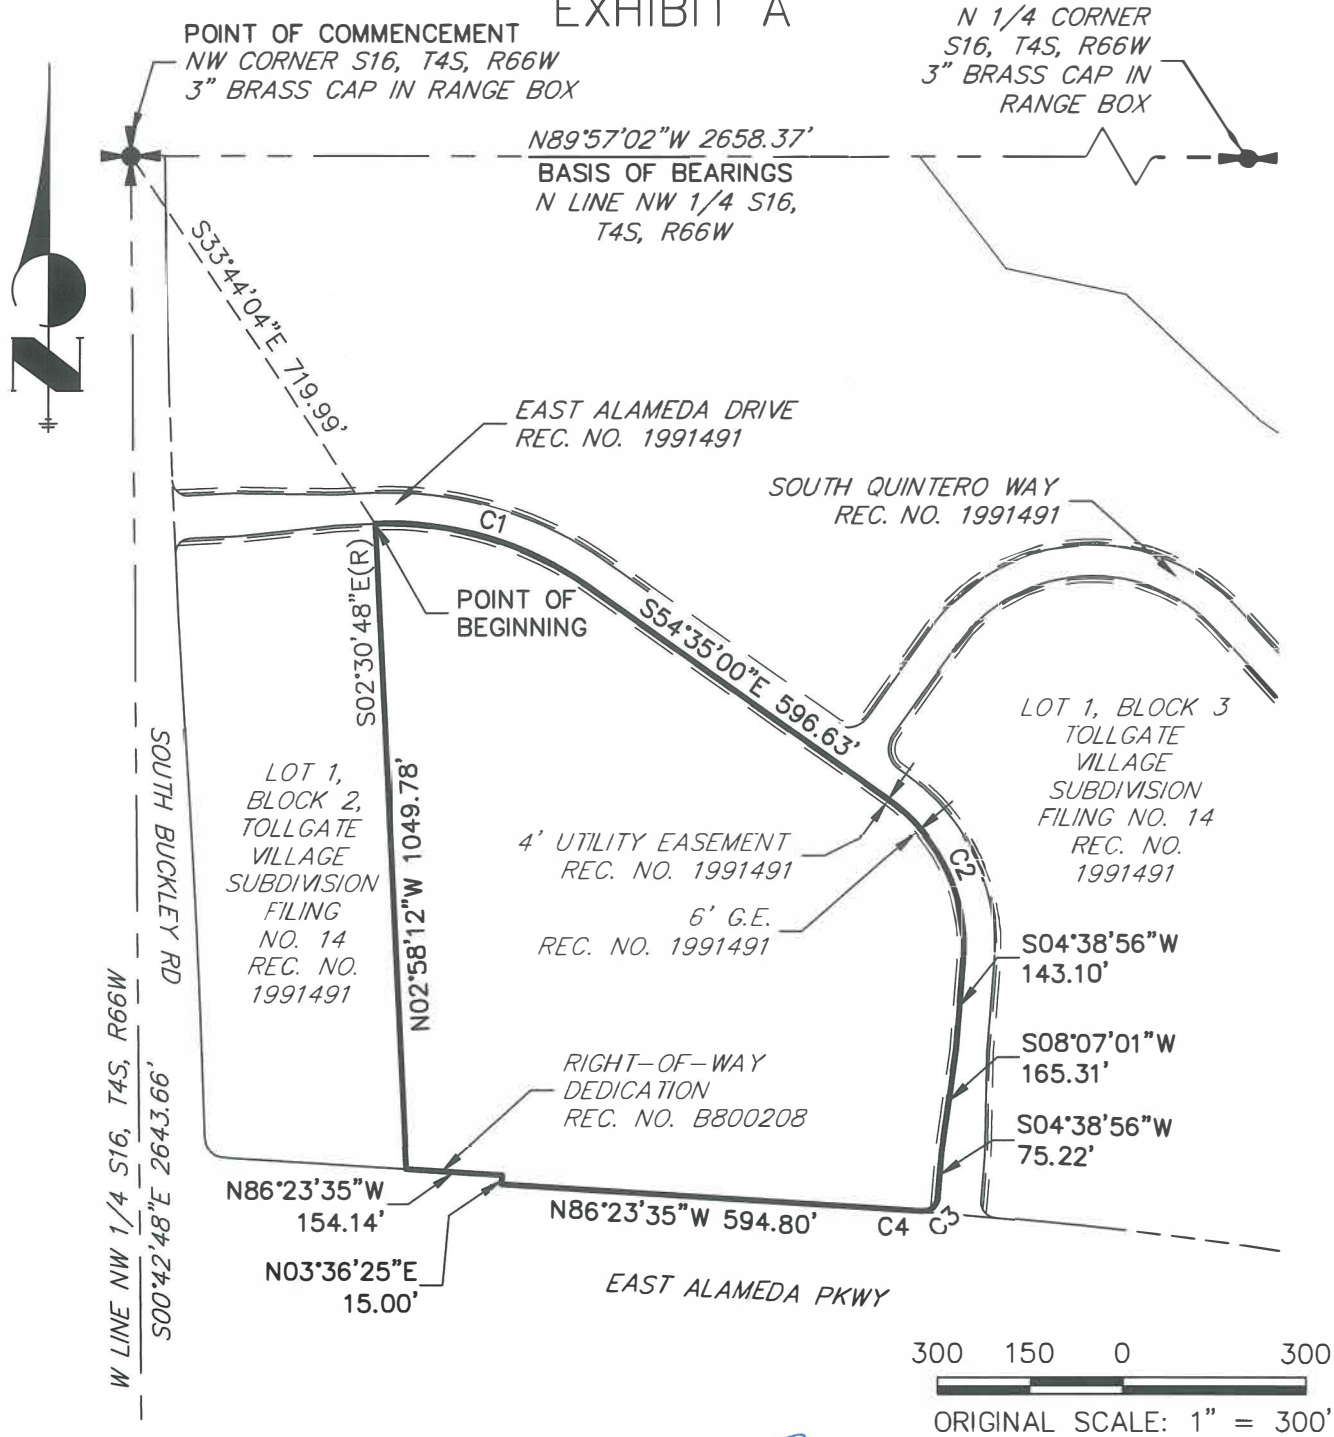 EXHIBIT A
POINT OF COMMENCEMENT
NW CORNER S16, T4S, R66W
3" BRASS CAP IN RANGE BOX
N 1/4 CORNER
S16, T4S, R66W
3" BRASS CAP IN
RANGE BOX
N89°57'02"W 2658.37'
BASIS OF BEARINGS
N LINE NW 1/4 S16,
T4S, R66W
N
S33°44'04"E 719.99'
EAST ALAMEDA DRIVE
REC. NO. 1991491
SOUTH QUINTERO WAY
REC. NO. 1991491
C1
S02°30'48"E(R)
POINT OF
BEGINNING
S54°35'00"E 596.63'
LOT 1, BLOCK 3
TOLLGATE
VILLAGE
SUBDIVISION
FILING NO. 14
REC. NO.
1991491
SOUTH BUCKLEY RD
LOT 1,
BLOCK 2,
TOLLGATE
VILLAGE
SUBDIVISION
FILING
NO. 14
REC. NO.
1991491
N02°58'12"W 1049.78'
4' UTILITY EASEMENT
REC. NO. 1991491
C2
6' G.E.
REC. NO. 1991491
S04°38'56"W
143.10'
S08°07'01"W
165.31'
S04°38'56"W
75.22'
RIGHT-OF-WAY
DEDICATION
REC. NO. B800208
W LINE NW 1/4 S16, T4S, R66W
S00°42'48"E 2643.66'
N86°23'35"W
154.14'
N86°23'35"W 594.80'
C4
C3
N03°36'25"E
15.00'
EAST ALAMEDA PKWY
300 150 0 300
ORIGINAL SCALE: 1" = 300'